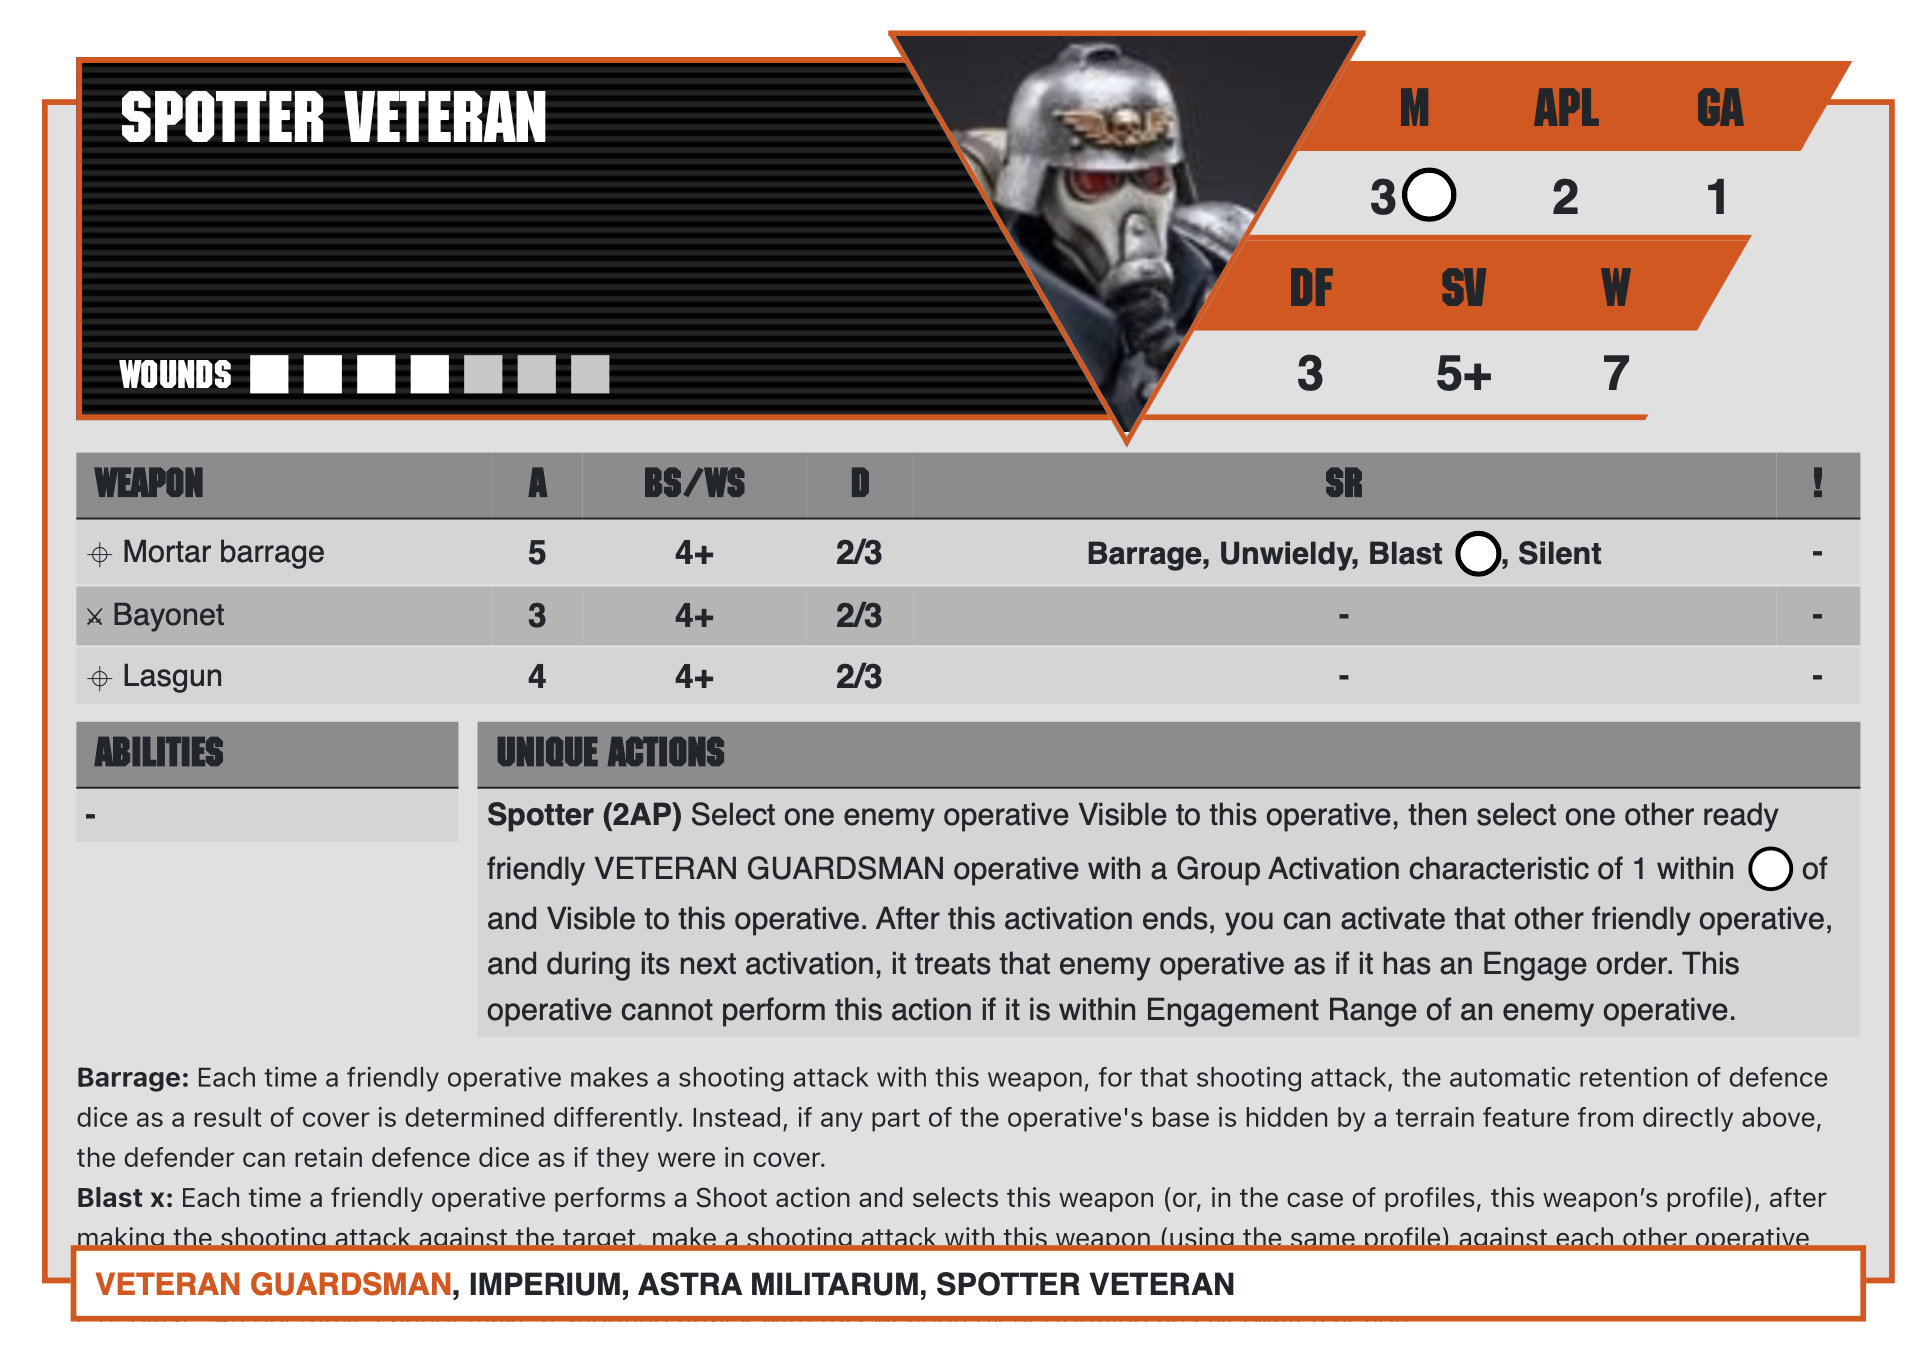 SPOTTER VETERAN
M APL GA
3 2 1
DF SV W
3 5+ 7
WOUNDS
WEAPON A BS/WS D SR !
Mortar barrage 5 4+ 2/3 Barrage, Unwieldy, Blast , Silent -
Bayonet 3 4+ 2/3 - -
Lasgun 4 4+ 2/3 - -
ABILITIES
-
UNIQUE ACTIONS
Spotter (2AP) Select one enemy operative Visible to this operative, then select one other ready
friendly VETERAN GUARDSMAN operative with a Group Activation characteristic of 1 within of
and Visible to this operative. After this activation ends, you can activate that other friendly operative,
and during its next activation, it treats that enemy operative as if it has an Engage order. This
operative cannot perform this action if it is within Engagement Range of an enemy operative.
Barrage: Each time a friendly operative makes a shooting attack with this weapon, for that shooting attack, the automatic retention of defence
dice as a result of cover is determined differently. Instead, if any part of the operative's base is hidden by a terrain feature from directly above,
the defender can retain defence dice as if they were in cover.
Blast x: Each time a friendly operative performs a Shoot action and selects this weapon (or, in the case of profiles, this weapon’s profile), after
making the shooting attack against the target, make a shooting attack with this weapon (using the same profile) against each other operative
VETERAN GUARDSMAN, IMPERIUM, ASTRA MILITARUM, SPOTTER VETERAN